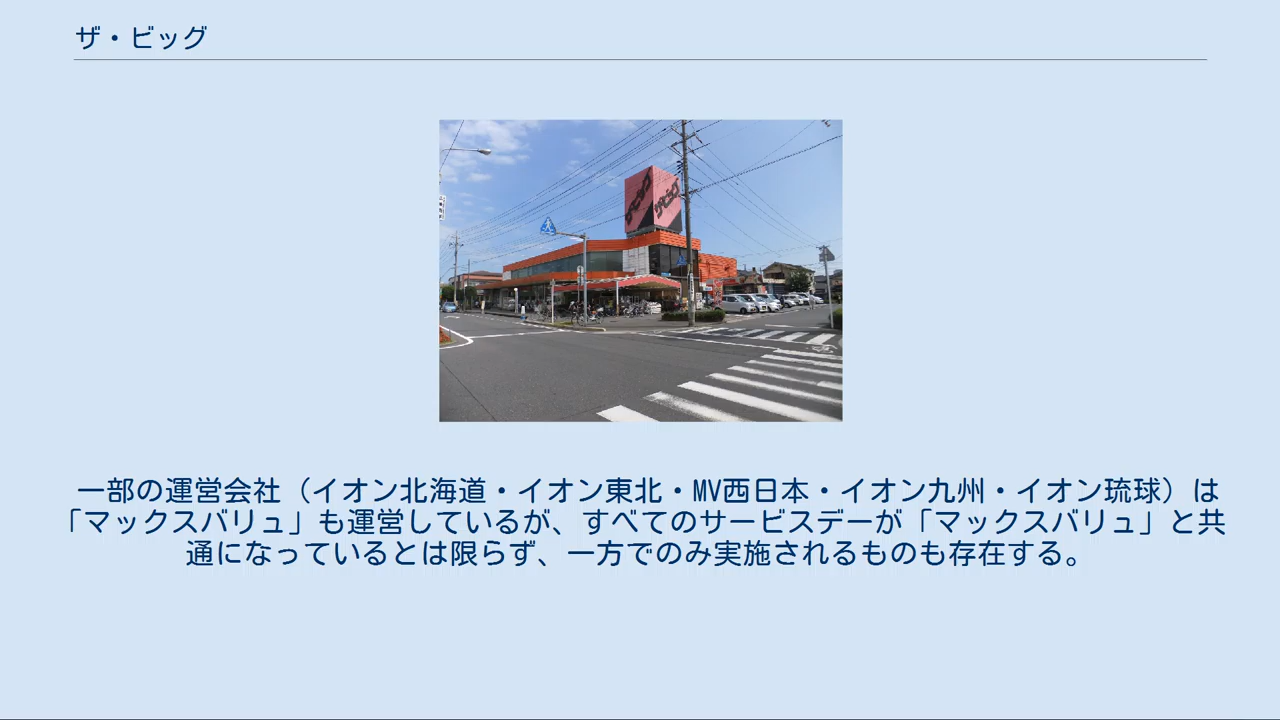 ザ・ビッグ
ザ・ビッグ
一部の運営会社（イオン北海道・イオン東北・MV西日本・イオン九州・イオン琉球）は
「マックスバリュ」も運営しているが、すべてのサービスデーが「マックスバリュ」と共
通になっているとは限らず、一方でのみ実施されるものも存在する。